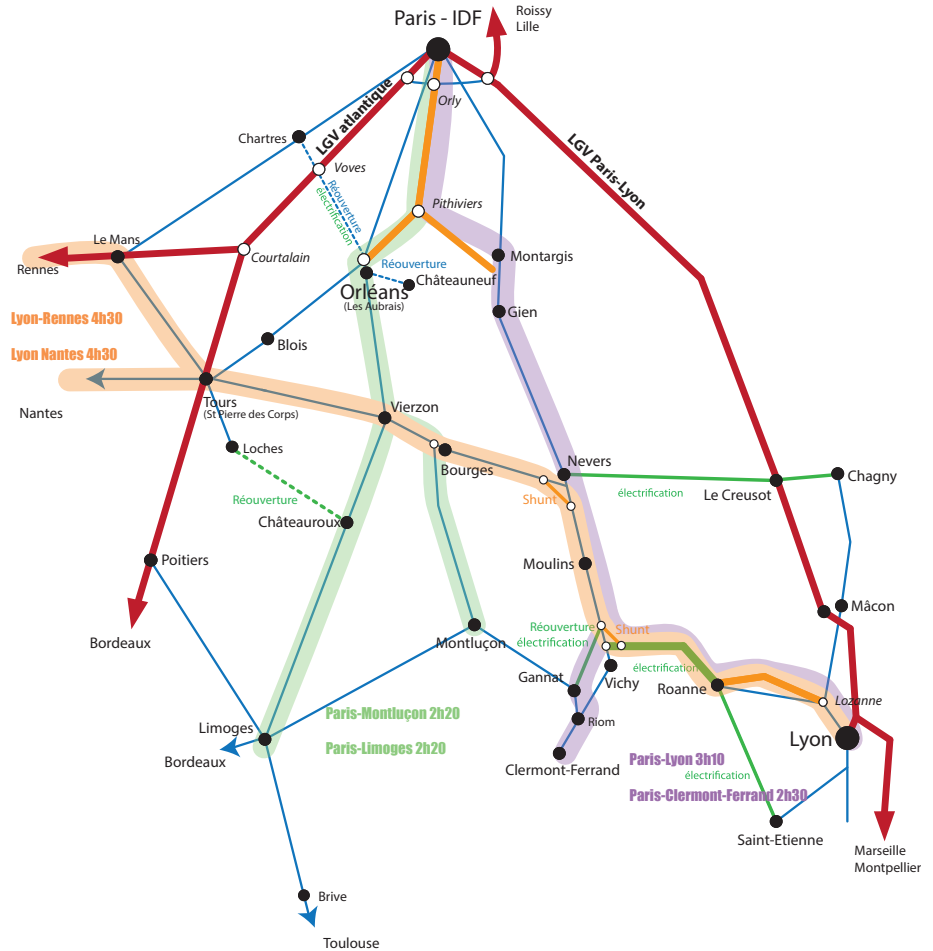 Roissy
Lille
Paris - IDF
Orly
LGV atlantique
LGV Paris-Lyon
Chartres
Voves
Réouverture
électrification
Pithiviers
Le Mans
Rennes
Courtalain
Réouverture
Montargis
Châteauneuf
Orléans
(Les Aubrais)
Gien
Lyon-Rennes 4h30
Lyon Nantes 4h30
Blois
Nantes
Tours
(St Pierre des Corps)
Vierzon
Loches
Bourges
Nevers
Chagny
Le Creusot
électrification
Shunt
Réouverture
Châteauroux
Poitiers
Moulins
Mâcon
Bordeaux
Montluçon
Réouverture
électrification
Shunt
électrification
Gannat
Vichy
Roanne
Lozanne
Riom
Limoges
Bordeaux
Paris-Montluçon 2h20
Paris-Limoges 2h20
Lyon
Clermont-Ferrand
Paris-Lyon 3h10
électrification
Paris-Clermont-Ferrand 2h30
Saint-Etienne
Marseille
Montpellier
Brive
Toulouse